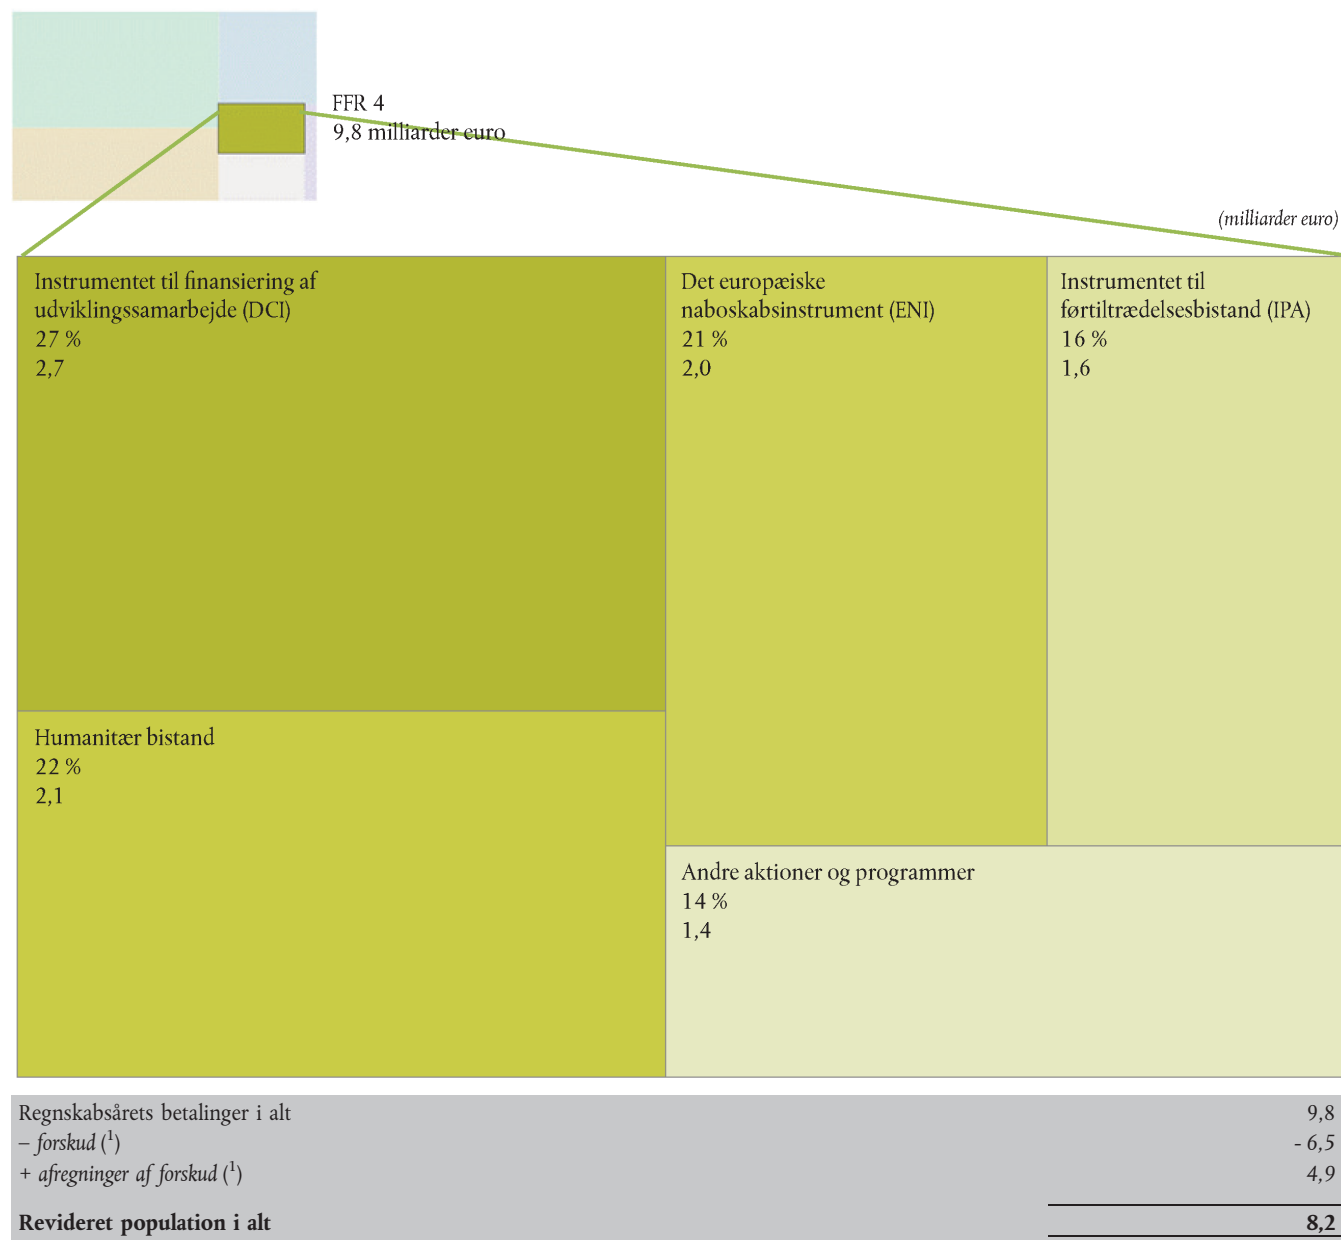 FFR 4
9,8 milliarder euro
(milliarder euro)
Instrumentet til finansiering af
udviklingssamarbejde (DCI)
27 %
2,7
Det europæiske
naboskabsinstrument (ENI)
21 %
2,0
Instrumentet til
førtiltrædelsesbistand (IPA)
16 %
1,6
Humanitær bistand
22 %
2,1
Andre aktioner og programmer
14 %
1,4
Regnskabsårets betalinger i alt 9,8
– forskud (¹) - 6,5
+ afregninger af forskud (¹) 4,9
Revideret population i alt 8,2